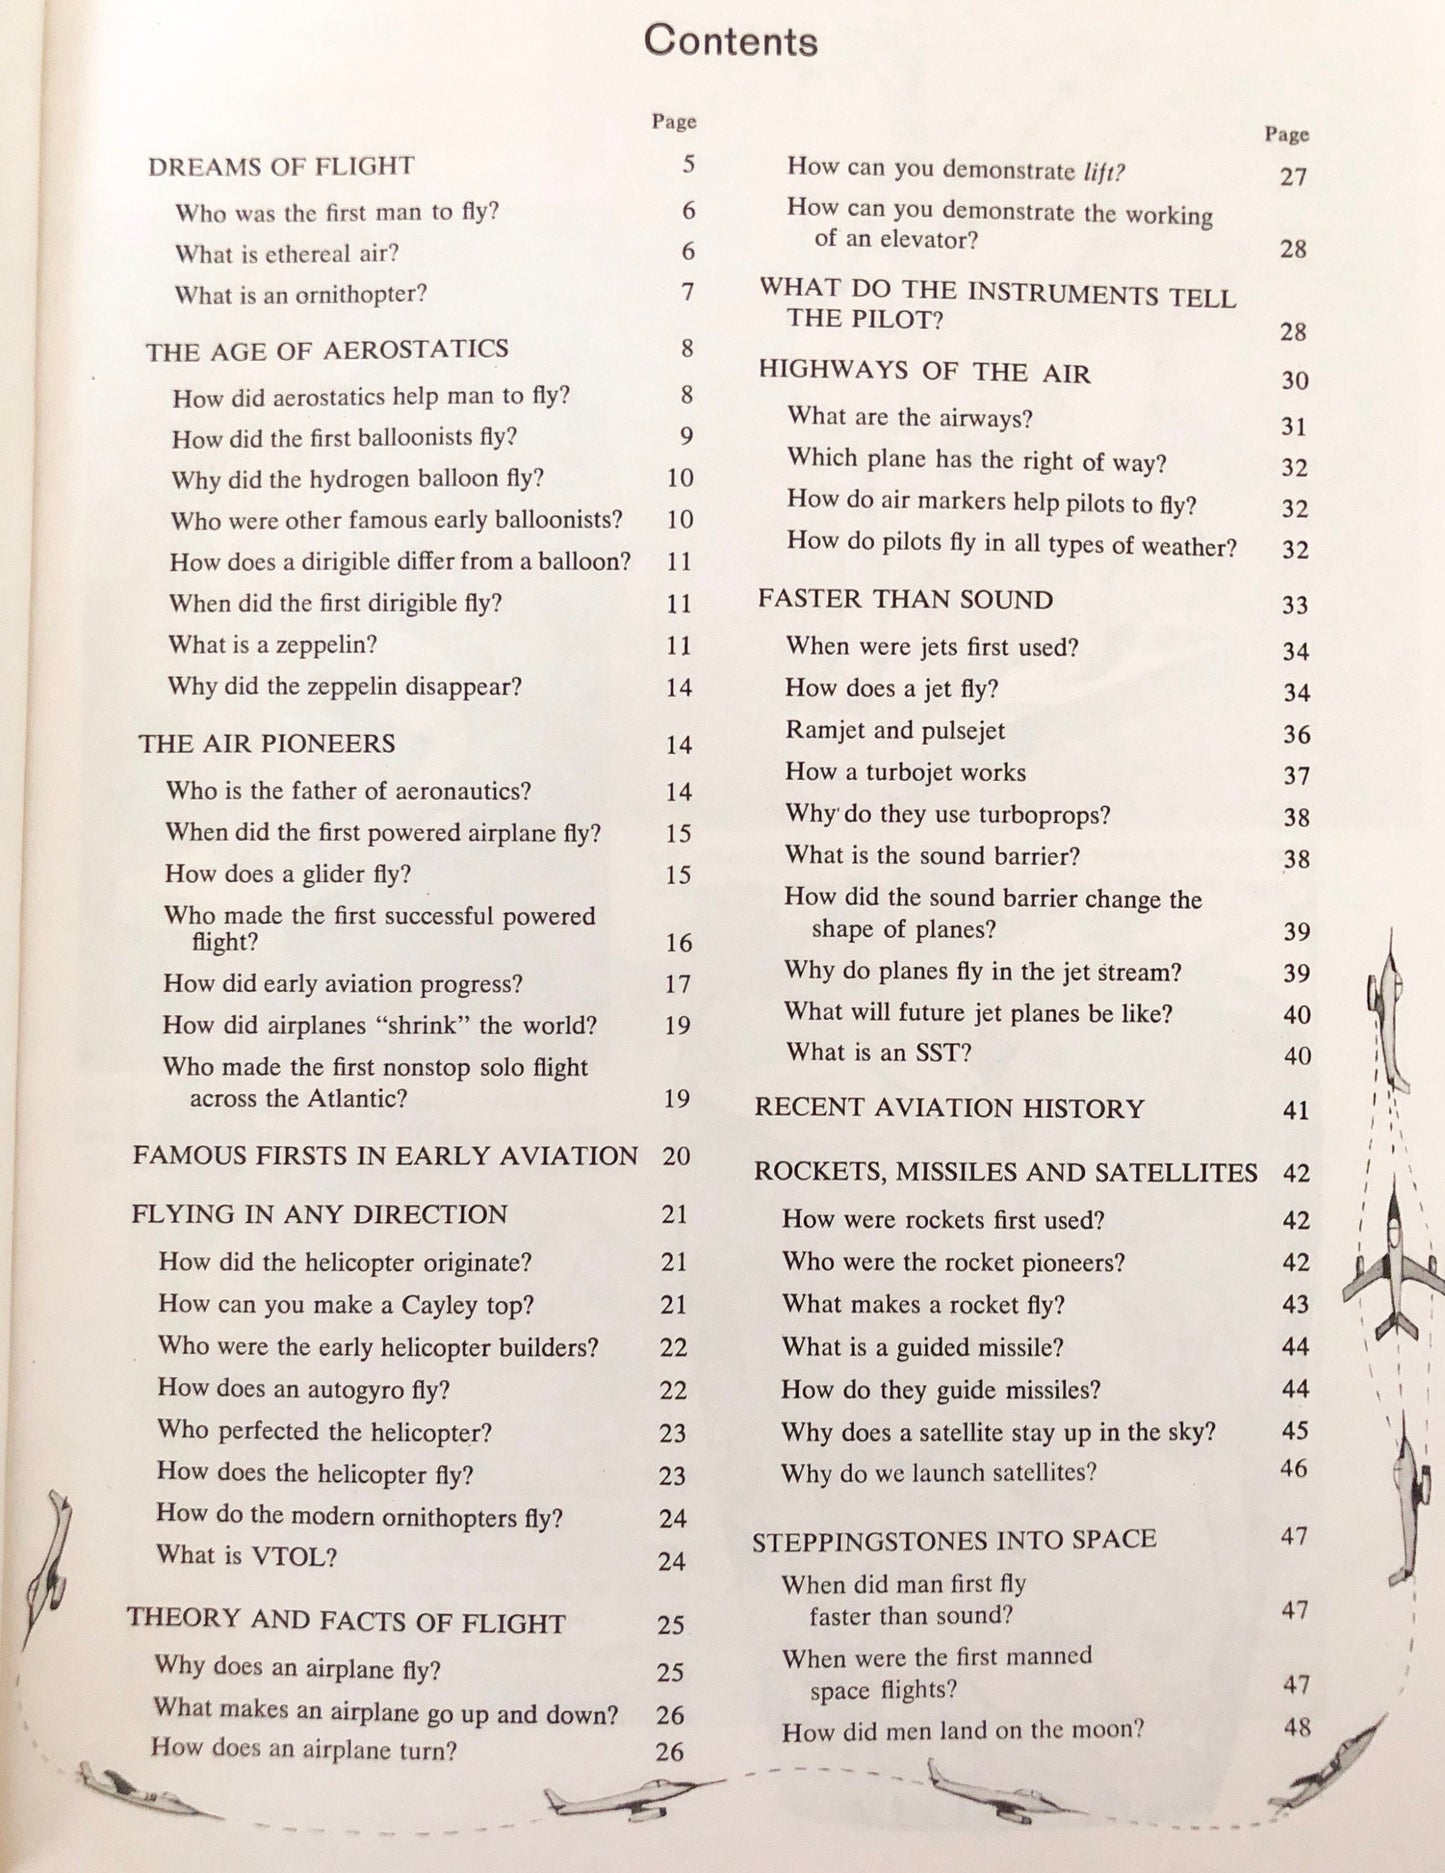 Contents
Page
DREAMS OF FLIGHT 5
Who was the first man to fly? 6
What is ethereal air? 6
What is an ornithopter? 7
THE AGE OF AEROSTATICS 8
How did aerostatics help man to fly? 8
How did the first balloonists fly? 9
Why did the hydrogen balloon fly? 10
Who were other famous early balloonists? 10
How does a dirigible differ from a balloon? 11
When did the first dirigible fly? 11
What is a zeppelin? 11
Why did the zeppelin disappear? 14
THE AIR PIONEERS 14
Who is the father of aeronautics? 14
When did the first powered airplane fly? 15
How does a glider fly? 15
Who made the first successful powered
flight? 16
How did early aviation progress? 17
How did airplanes “shrink” the world? 19
Who made the first nonstop solo flight
across the Atlantic? 19
FAMOUS FIRSTS IN EARLY AVIATION 20
FLYING IN ANY DIRECTION 21
How did the helicopter originate? 21
How can you make a Cayley top? 21
Who were the early helicopter builders? 22
How does an autogyro fly? 22
Who perfected the helicopter? 23
How does the helicopter fly? 23
How do the modern ornithopters fly? 24
What is VTOL? 24
THEORY AND FACTS OF FLIGHT 25
Why does an airplane fly? 25
What makes an airplane go up and down? 26
How does an airplane turn? 26
Page
How can you demonstrate lift? 27
How can you demonstrate the working
of an elevator? 28
WHAT DO THE INSTRUMENTS TELL
THE PILOT? 28
HIGHWAYS OF THE AIR 30
What are the airways? 31
Which plane has the right of way? 32
How do air markers help pilots to fly? 32
How do pilots fly in all types of weather? 32
FASTER THAN SOUND 33
When were jets first used? 34
How does a jet fly? 34
Ramjet and pulsejet 36
How a turbojet works 37
Why do they use turboprops? 38
What is the sound barrier? 38
How did the sound barrier change the
shape of planes? 39
Why do planes fly in the jet stream? 39
What will future jet planes be like? 40
What is an SST? 40
RECENT AVIATION HISTORY 41
ROCKETS, MISSILES AND SATELLITES 42
How were rockets first used? 42
Who were the rocket pioneers? 42
What makes a rocket fly? 43
What is a guided missile? 44
How do they guide missiles? 44
Why does a satellite stay up in the sky? 45
Why do we launch satellites? 46
STEPPINGSTONES INTO SPACE 47
When did man first fly
faster than sound? 47
When were the first manned
space flights? 47
How did men land on the moon? 48